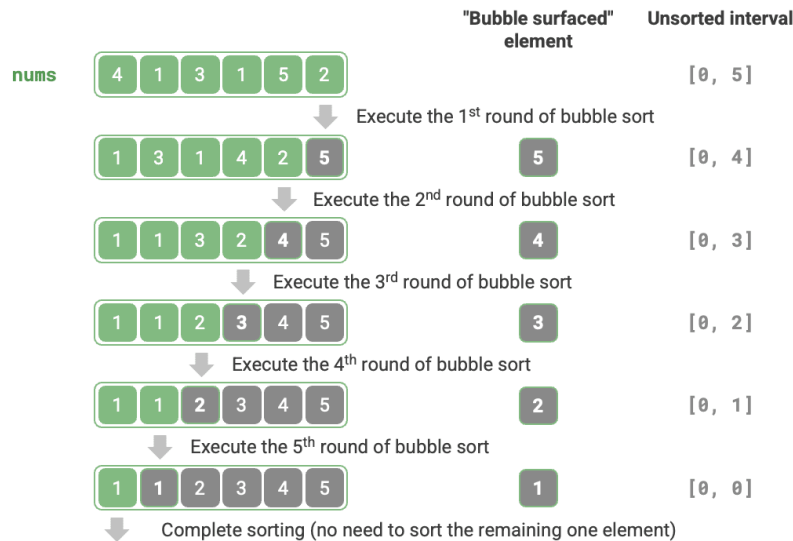 "Bubble surfaced" element Unsorted interval
nums 4 1 3 1 5 2 [0, 5]
Execute the 1st round of bubble sort
1 3 1 4 2 5 5 [0, 4]
Execute the 2nd round of bubble sort
1 1 3 2 4 5 4 [0, 3]
Execute the 3rd round of bubble sort
1 1 2 3 4 5 3 [0, 2]
Execute the 4th round of bubble sort
1 1 2 3 4 5 2 [0, 1]
Execute the 5th round of bubble sort
1 1 2 3 4 5 1 [0, 0]
Complete sorting (no need to sort the remaining one element)